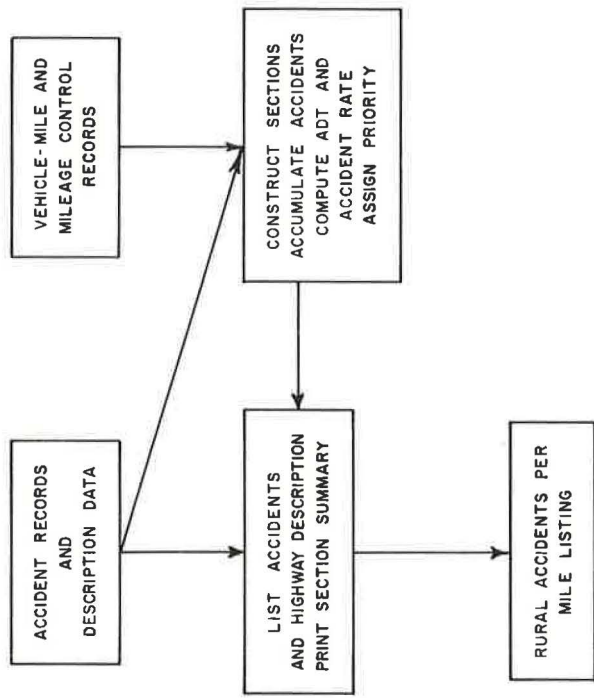 ACCIDENT RECORDS
AND
DESCRIPTION DATA
VEHICLE-MILE AND
MILEAGE CONTROL
RECORDS
LIST ACCIDENTS
AND HIGHWAY DESCRIPTION
PRINT SECTION SUMMARY
CONSTRUCT SECTIONS
ACCUMULATE ACCIDENTS
COMPUTE ADT AND
ACCIDENT RATE
ASSIGN PRIORITY
RURAL ACCIDENTS PER
MILE LISTING